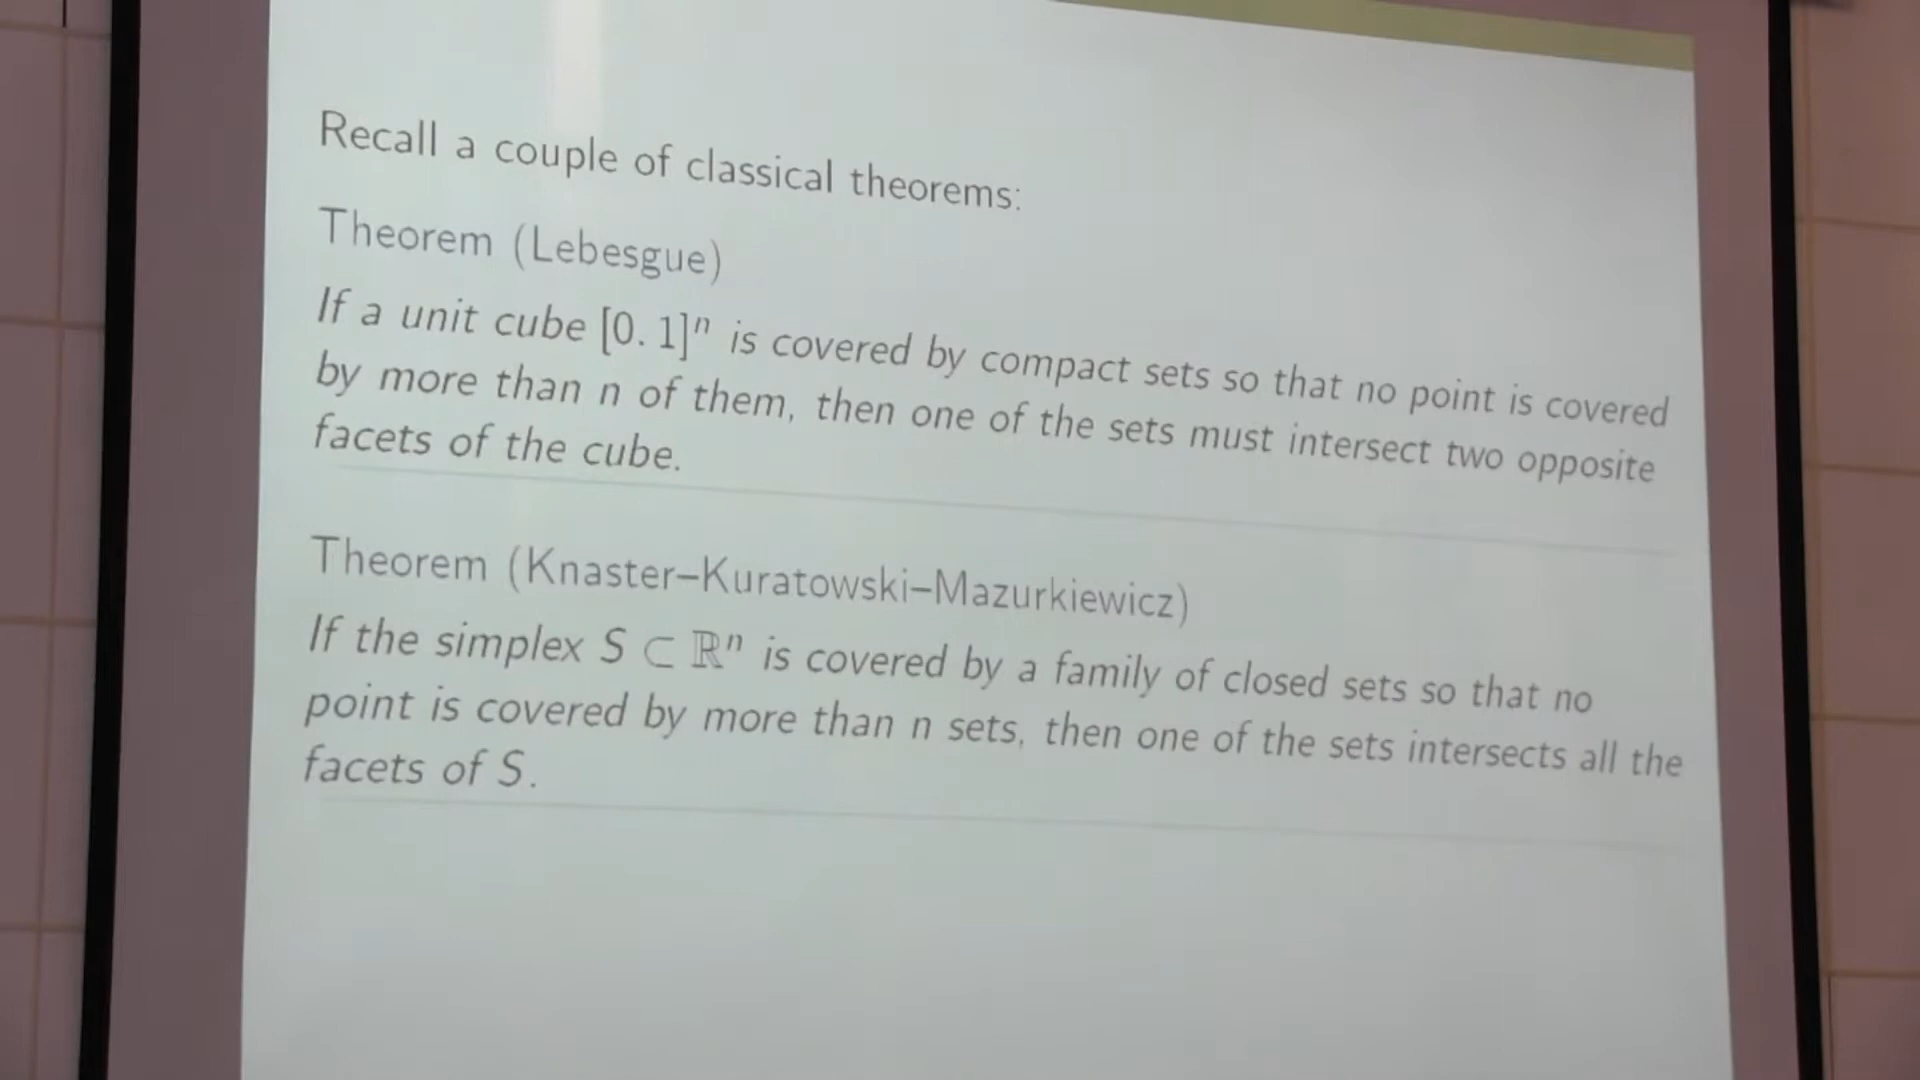 Recall a couple of classical theorems:
Theorem (Lebesgue)
If a unit cube [0. 1]ⁿ is covered by compact sets so that no point is covered
by more than n of them, then one of the sets must intersect two opposite
facets of the cube.
Theorem (Knaster–Kuratowski–Mazurkiewicz)
If the simplex S ⊂ ℝⁿ is covered by a family of closed sets so that no
point is covered by more than n sets, then one of the sets intersects all the
facets of S.